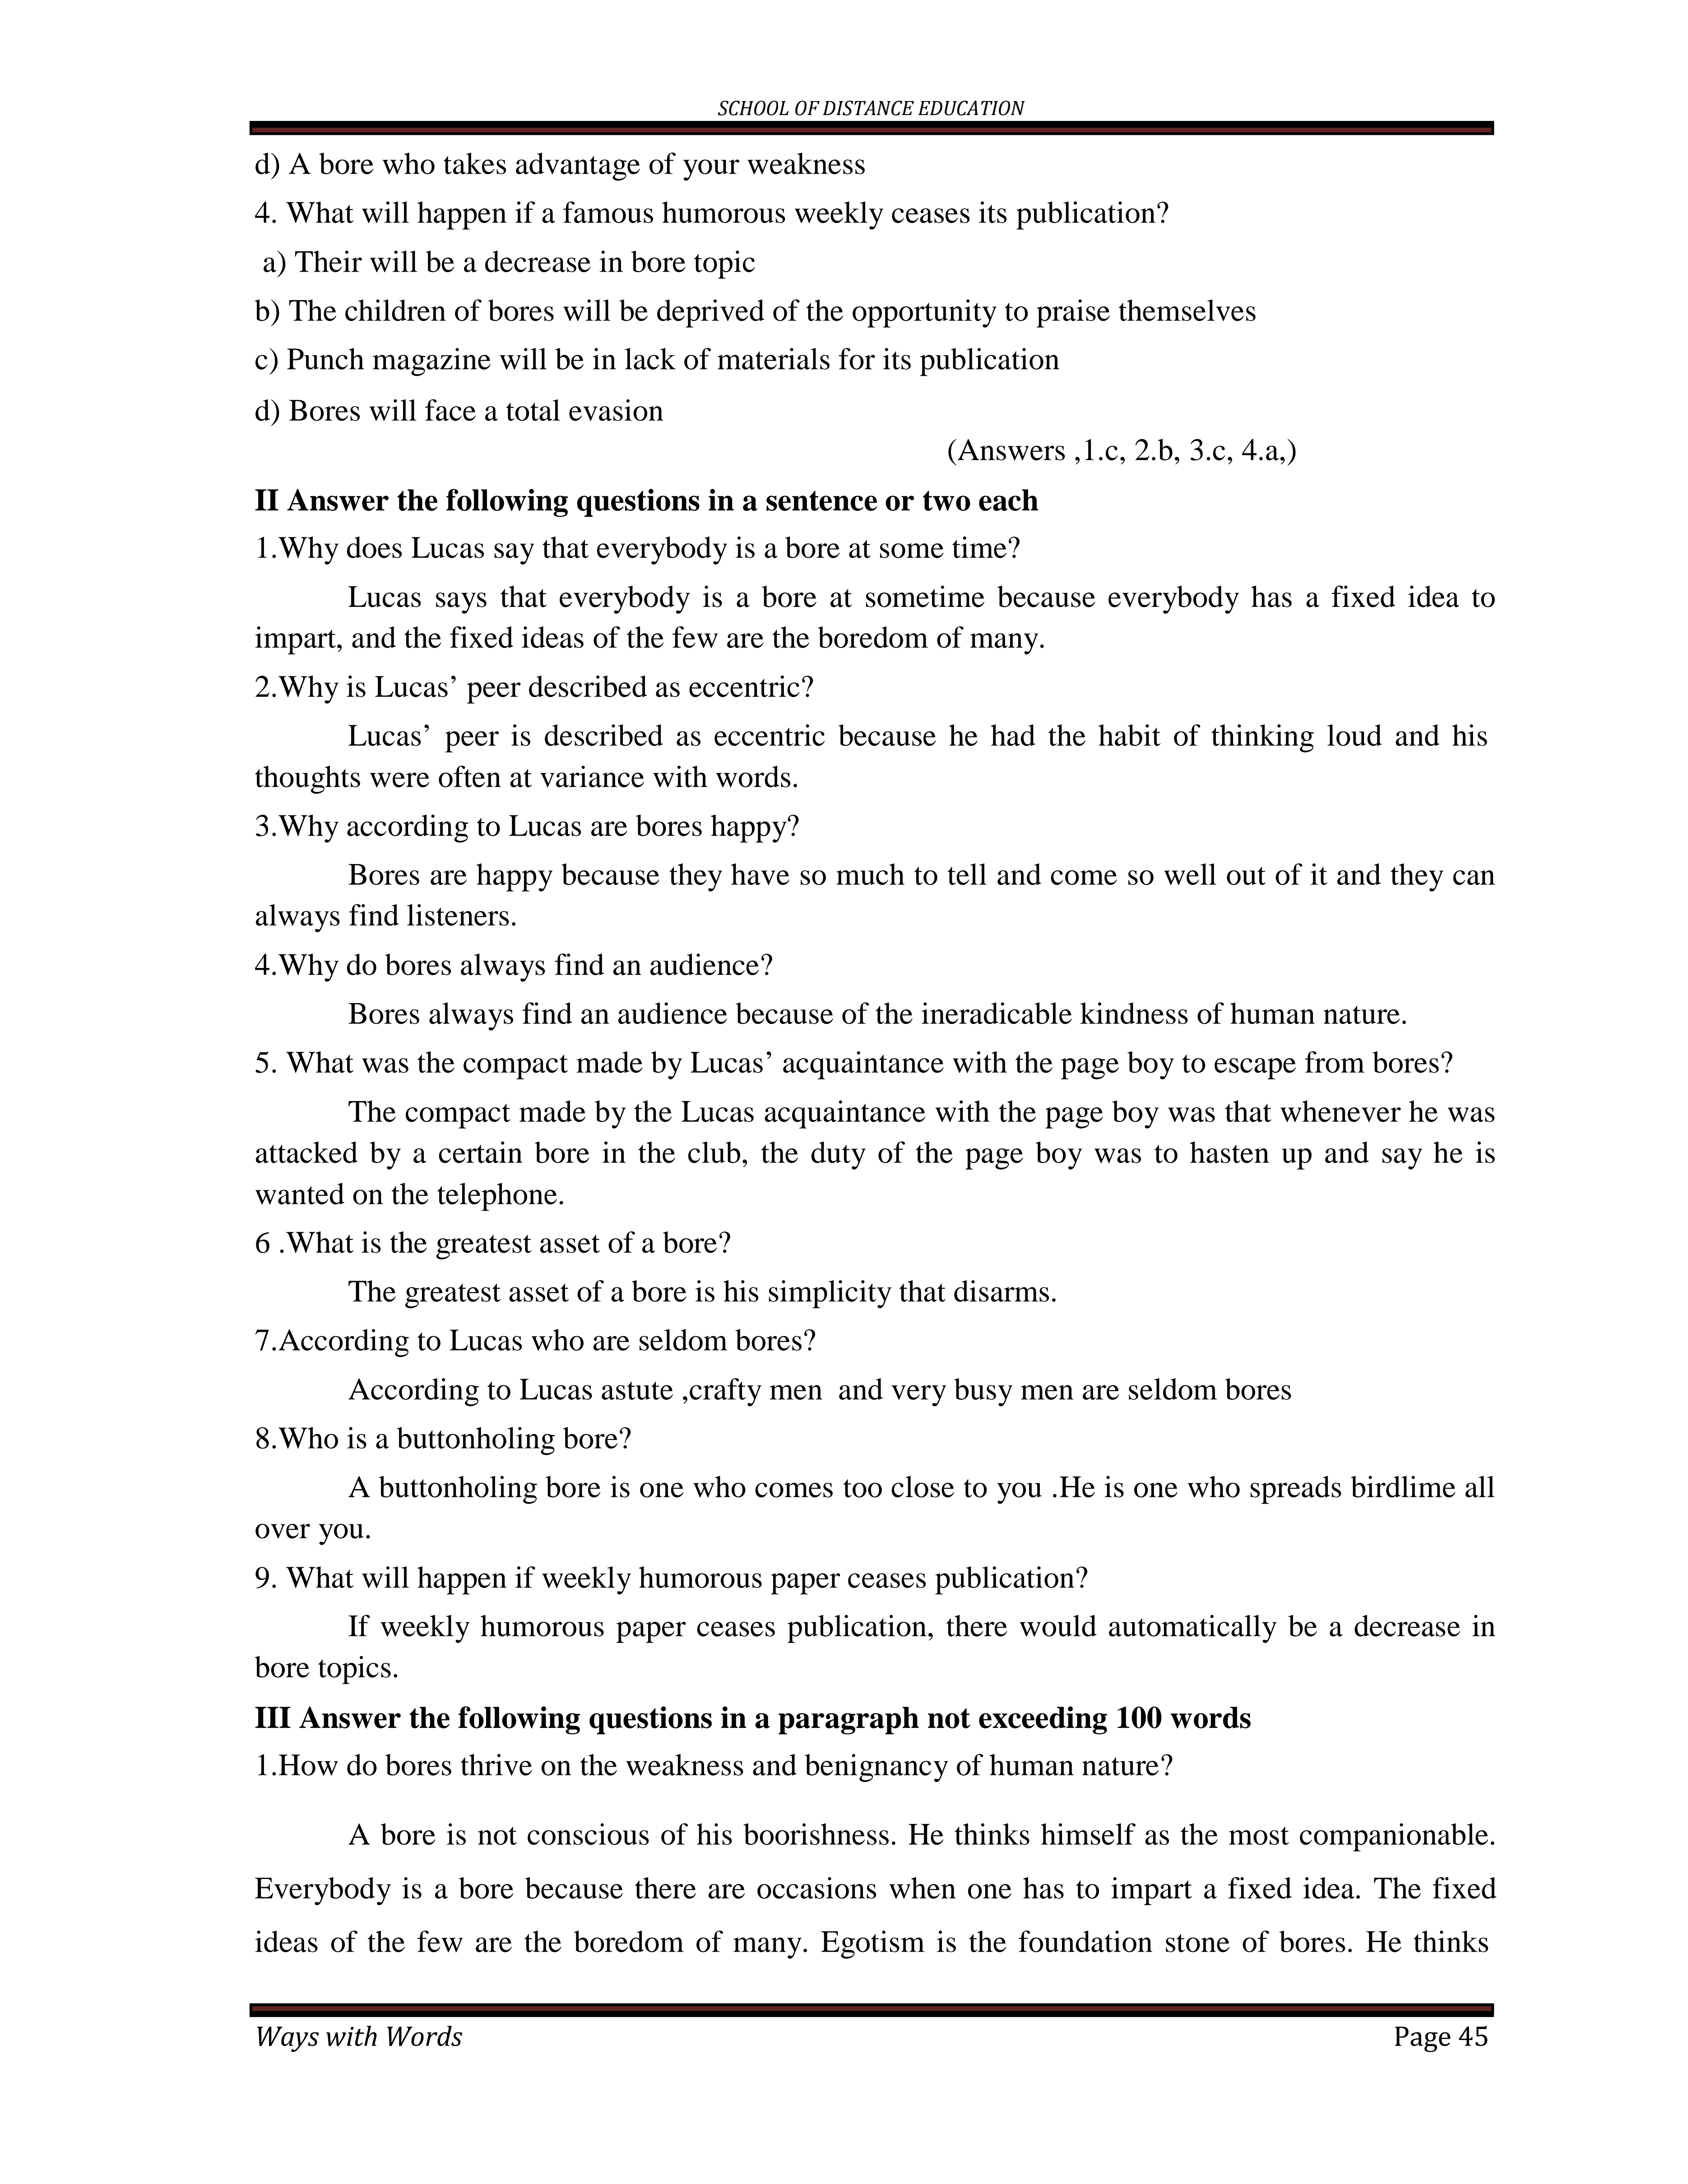 SCHOOL OF DISTANCE EDUCATION
d) A bore who takes advantage of your weakness
4. What will happen if a famous humorous weekly ceases its publication?
a) Their will be a decrease in bore topic
b) The children of bores will be deprived of the opportunity to praise themselves
c) Punch magazine will be in lack of materials for its publication
d) Bores will face a total evasion
(Answers ,1.c, 2.b, 3.c, 4.a,)
II Answer the following questions in a sentence or two each
1.Why does Lucas say that everybody is a bore at some time?
Lucas says that everybody is a bore at sometime because everybody has a fixed idea to
impart, and the fixed ideas of the few are the boredom of many.
2.Why is Lucas’ peer described as eccentric?
Lucas’ peer is described as eccentric because he had the habit of thinking loud and his
thoughts were often at variance with words.
3.Why according to Lucas are bores happy?
Bores are happy because they have so much to tell and come so well out of it and they can
always find listeners.
4.Why do bores always find an audience?
Bores always find an audience because of the ineradicable kindness of human nature.
5. What was the compact made by Lucas’ acquaintance with the page boy to escape from bores?
The compact made by the Lucas acquaintance with the page boy was that whenever he was
attacked by a certain bore in the club, the duty of the page boy was to hasten up and say he is
wanted on the telephone.
6 .What is the greatest asset of a bore?
The greatest asset of a bore is his simplicity that disarms.
7.According to Lucas who are seldom bores?
According to Lucas astute ,crafty men  and very busy men are seldom bores
8.Who is a buttonholing bore?
A buttonholing bore is one who comes too close to you .He is one who spreads birdlime all
over you.
9. What will happen if weekly humorous paper ceases publication?
If weekly humorous paper ceases publication, there would automatically be a decrease in
bore topics.
III Answer the following questions in a paragraph not exceeding 100 words
1.How do bores thrive on the weakness and benignancy of human nature?
A bore is not conscious of his boorishness. He thinks himself as the most companionable.
Everybody is a bore because there are occasions when one has to impart a fixed idea. The fixed
ideas of the few are the boredom of many. Egotism is the foundation stone of bores. He thinks
Ways with Words Page 45